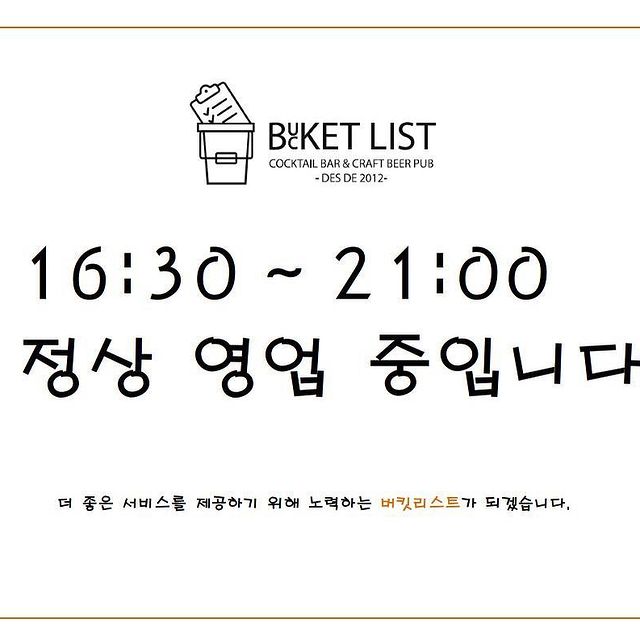 BUCKET LIST
COCKTAIL BAR & CRAFT BEER PUB
- DES DE 2012-
16:30 ~ 21:00
정상 영업 중입니다
더 좋은 서비스를 제공하기 위해 노력하는 버킷리스트가 되겠습니다.